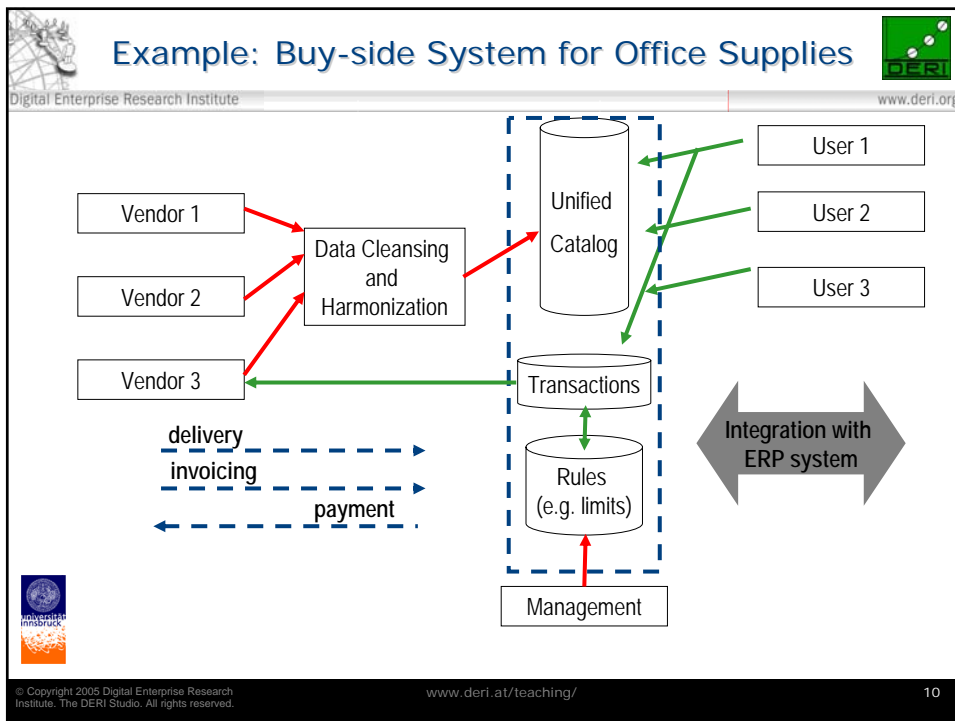 Example: Buy-side System for Office Supplies
DERI
Digital Enterprise Research Institute
www.deri.org
Vendor 1
Vendor 2
Vendor 3
Data Cleansing
and
Harmonization
Unified
Catalog
User 1
User 2
User 3
Transactions
Rules
(e.g. limits)
Management
delivery
invoicing
payment
Integration with
ERP system
universität
innsbruck
© Copyright 2005 Digital Enterprise Research
Institute. The DERI Studio. All rights reserved.
www.deri.at/teaching/
10